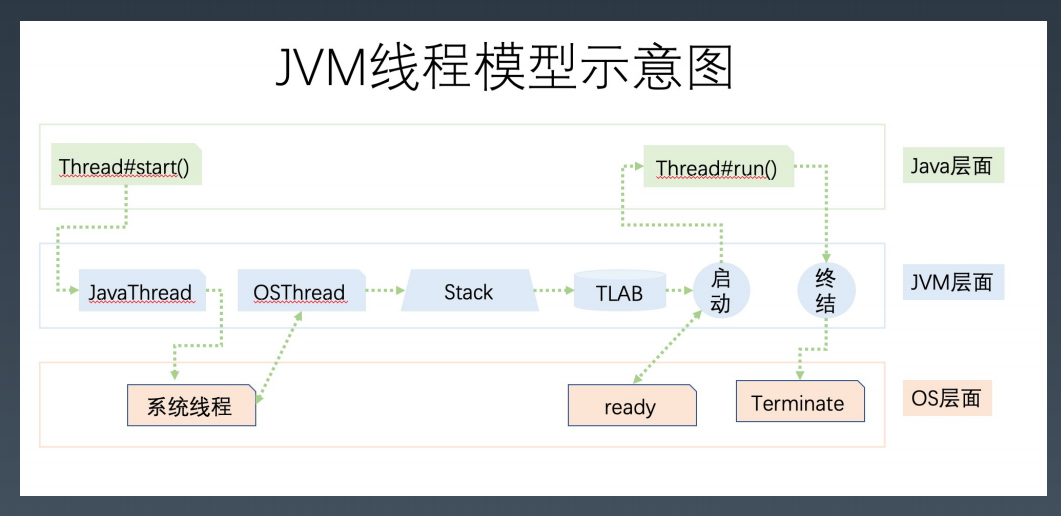 JVM线程模型示意图
Thread#start()
Thread#run()
Java层面
JavaThread
OSThread
Stack
TLAB
启
动
终
结
JVM层面
系统线程
ready
Terminate
OS层面